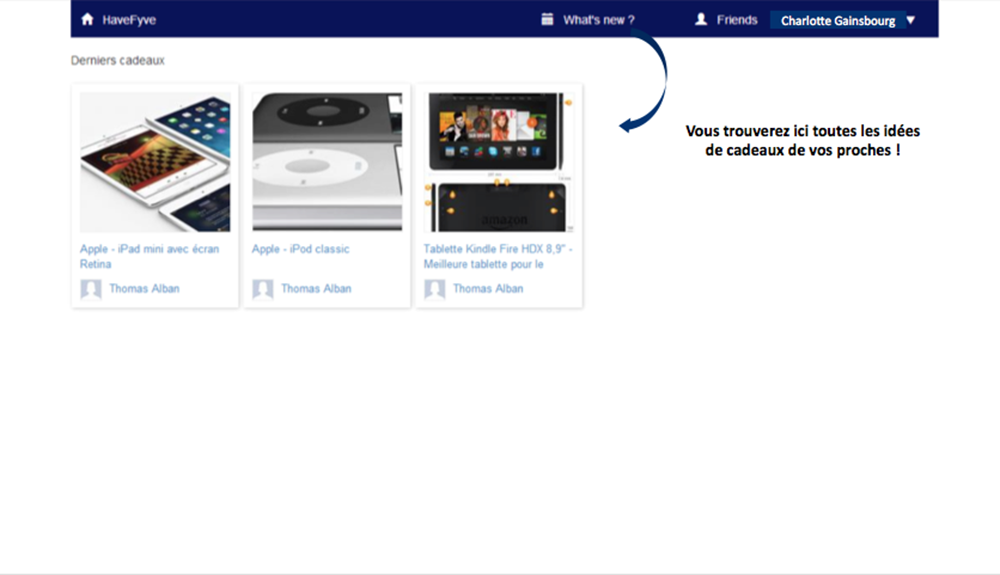 HaveFyve What's new ? Friends Charlotte Gainsbourg
Derniers cadeaux
Vous trouverez ici toutes les idées
de cadeaux de vos proches !
amazon
Apple - iPad mini avec écran
Retina
Thomas Alban
Apple - iPod classic
Thomas Alban
Tablette Kindle Fire HDX 8,9" -
Meilleure tablette pour le
Thomas Alban